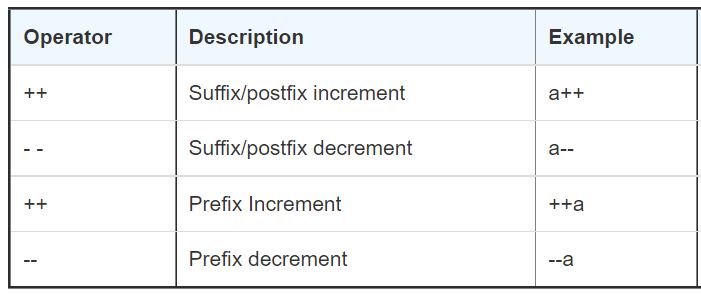 Operator Description Example
++ Suffix/postfix increment a++
- - Suffix/postfix decrement a--
++ Prefix Increment ++a
-- Prefix decrement --a